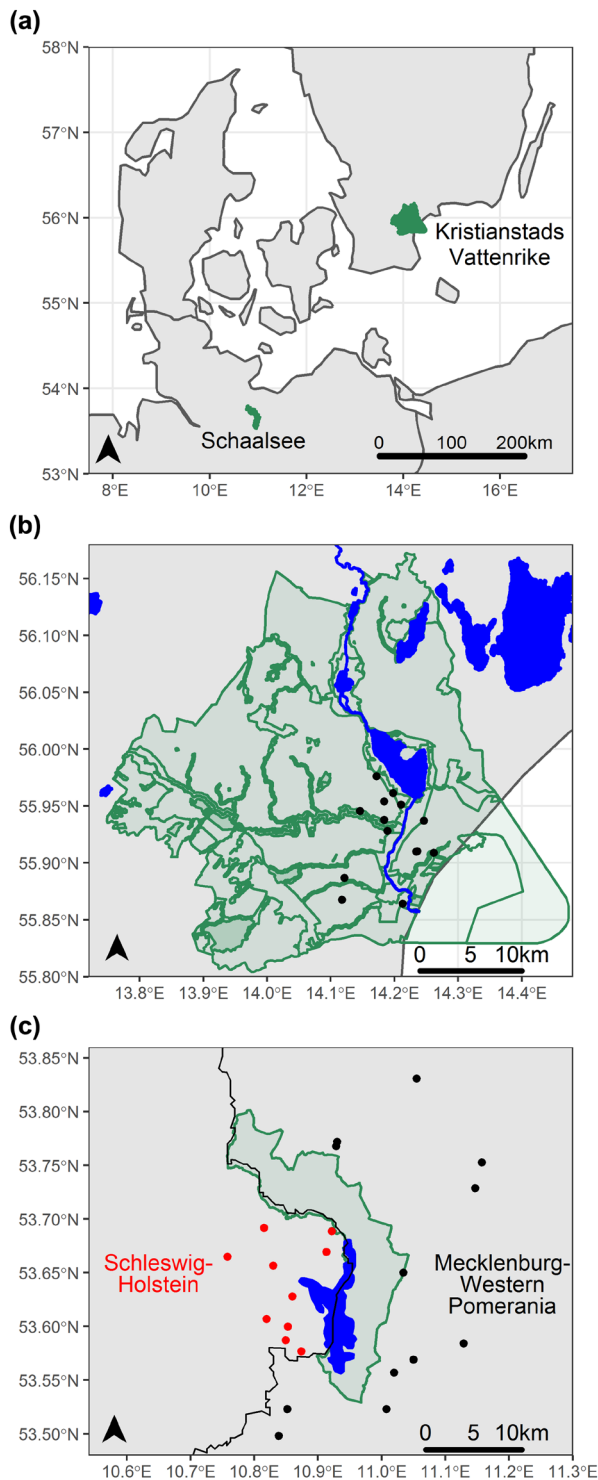 (a)
58°N
57°N
56°N
55°N
54°N
53°N
Kristianstads
Vattenrike
Schaalsee
0 100 200km
8°E 10°E 12°E 14°E 16°E
(b)
56.15°N
56.10°N
56.05°N
56.00°N
55.95°N
55.90°N
55.85°N
55.80°N
0 5 10km
13.8°E 13.9°E 14.0°E 14.1°E 14.2°E 14.3°E 14.4°E
(c)
53.85°N
53.80°N
53.75°N
53.70°N
53.65°N
53.60°N
53.55°N
53.50°N
Schleswig-
Holstein
Mecklenburg-
Western
Pomerania
0 5 10km
10.6°E 10.7°E 10.8°E 10.9°E 11.0°E 11.1°E 11.2°E 11.3°E